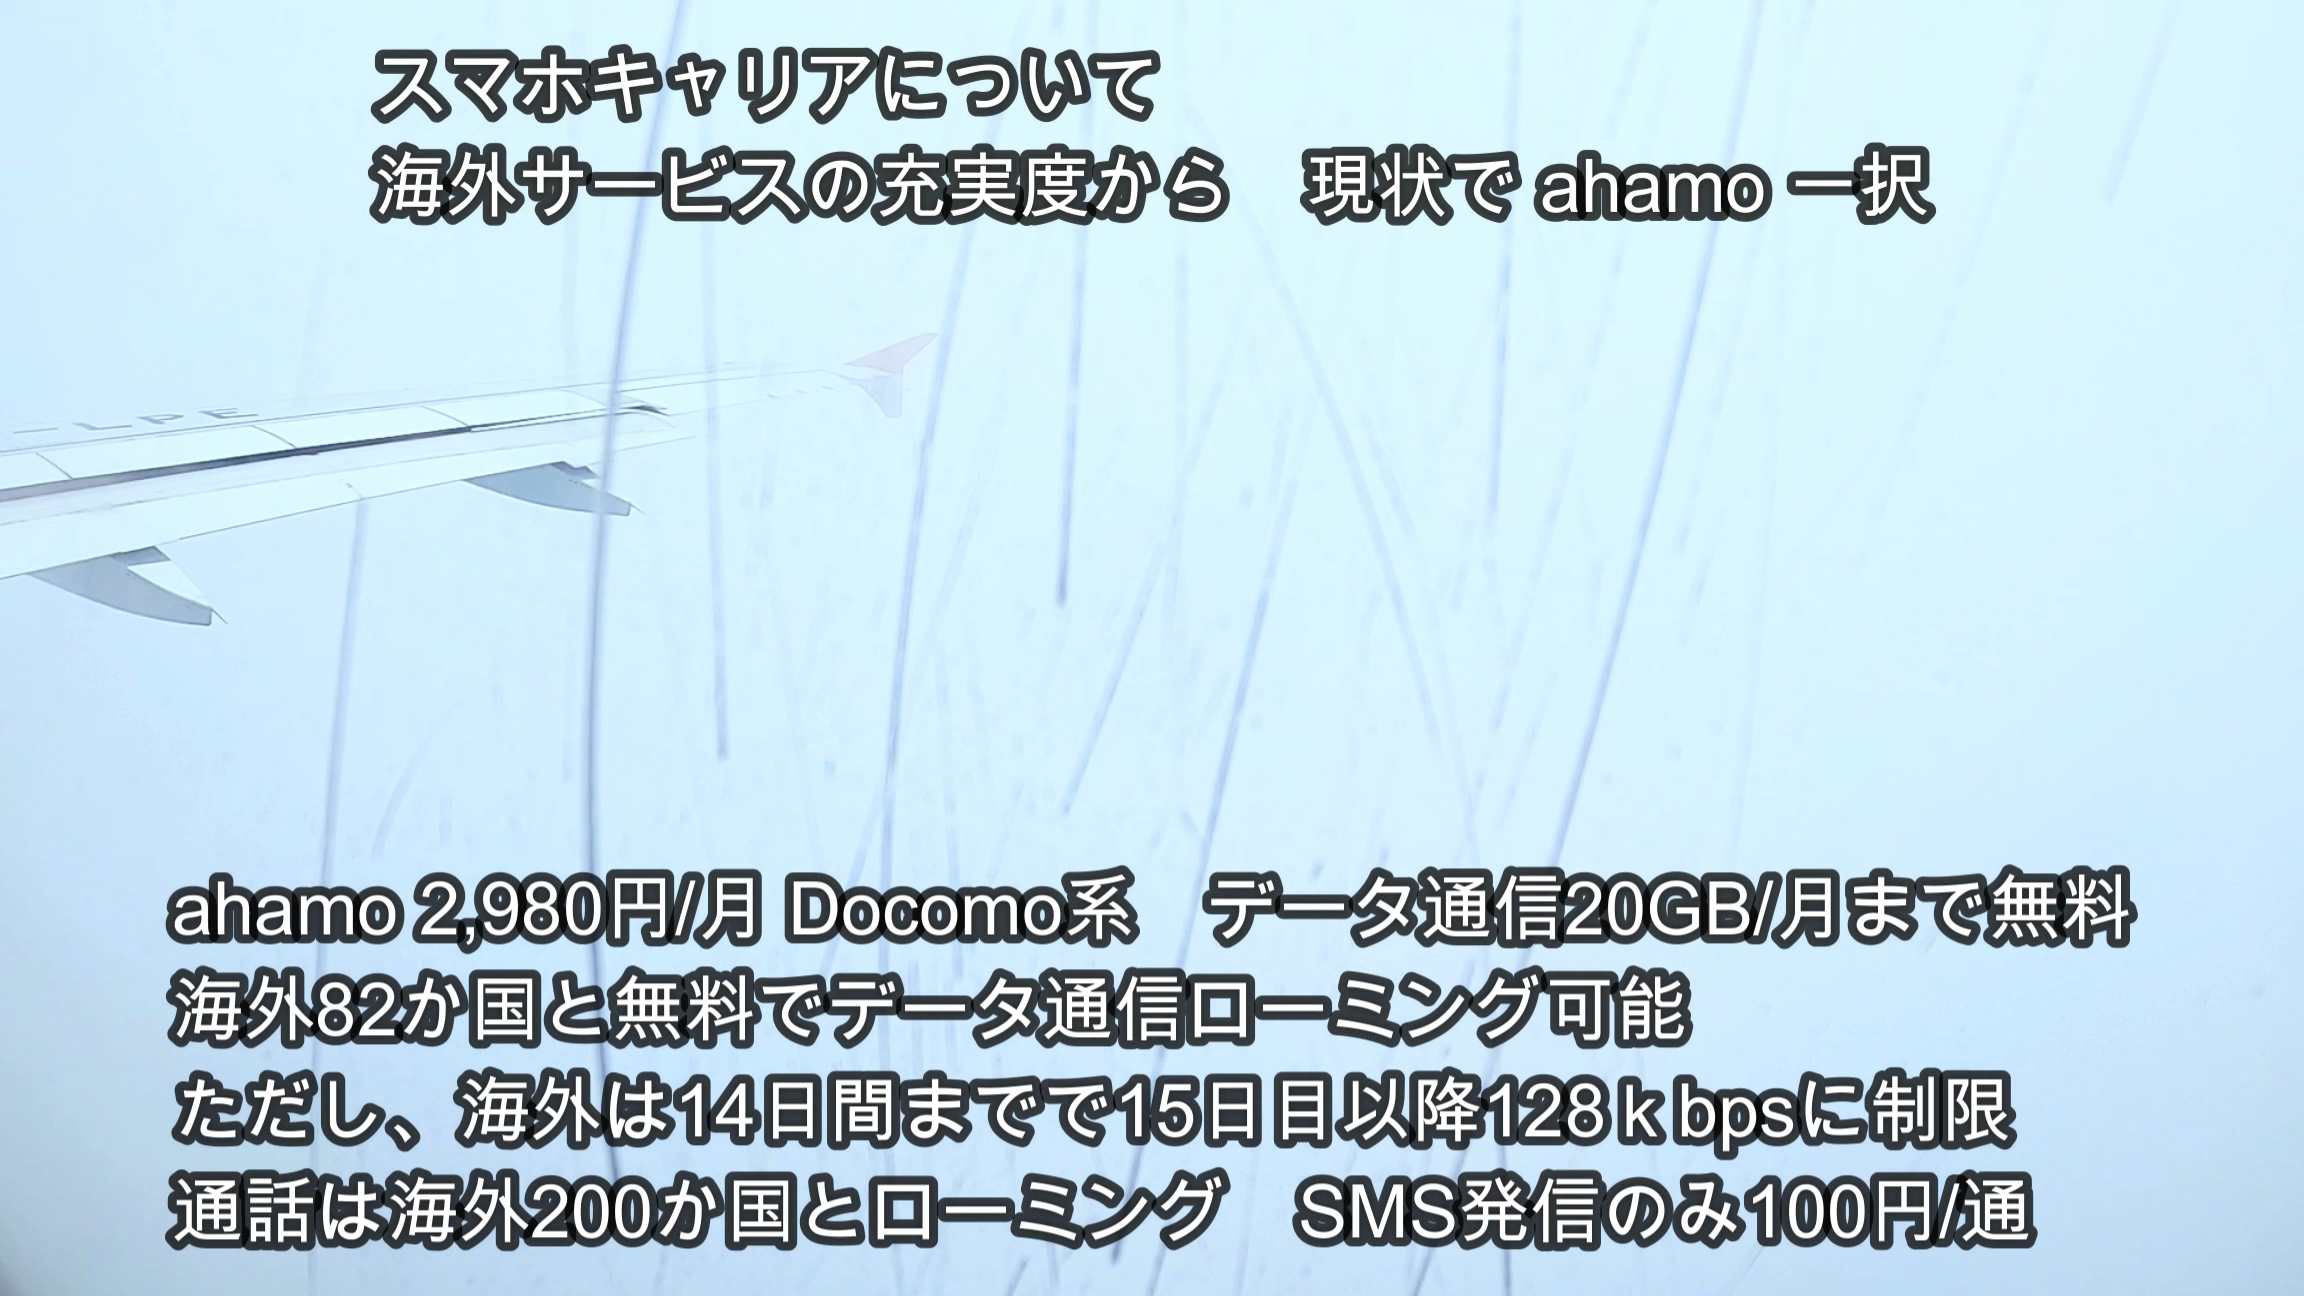 スマホキャリアについて
海外サービスの充実度から　現状で ahamo 一択
-LPE
ahamo 2,980円/月 Docomo系　データ通信20GB/月まで無料
海外82か国と無料でデータ通信ローミング可能
ただし、海外は14日間までで15日目以降128ｋbpsに制限
通話は海外200か国とローミング　SMS発信のみ100円/通